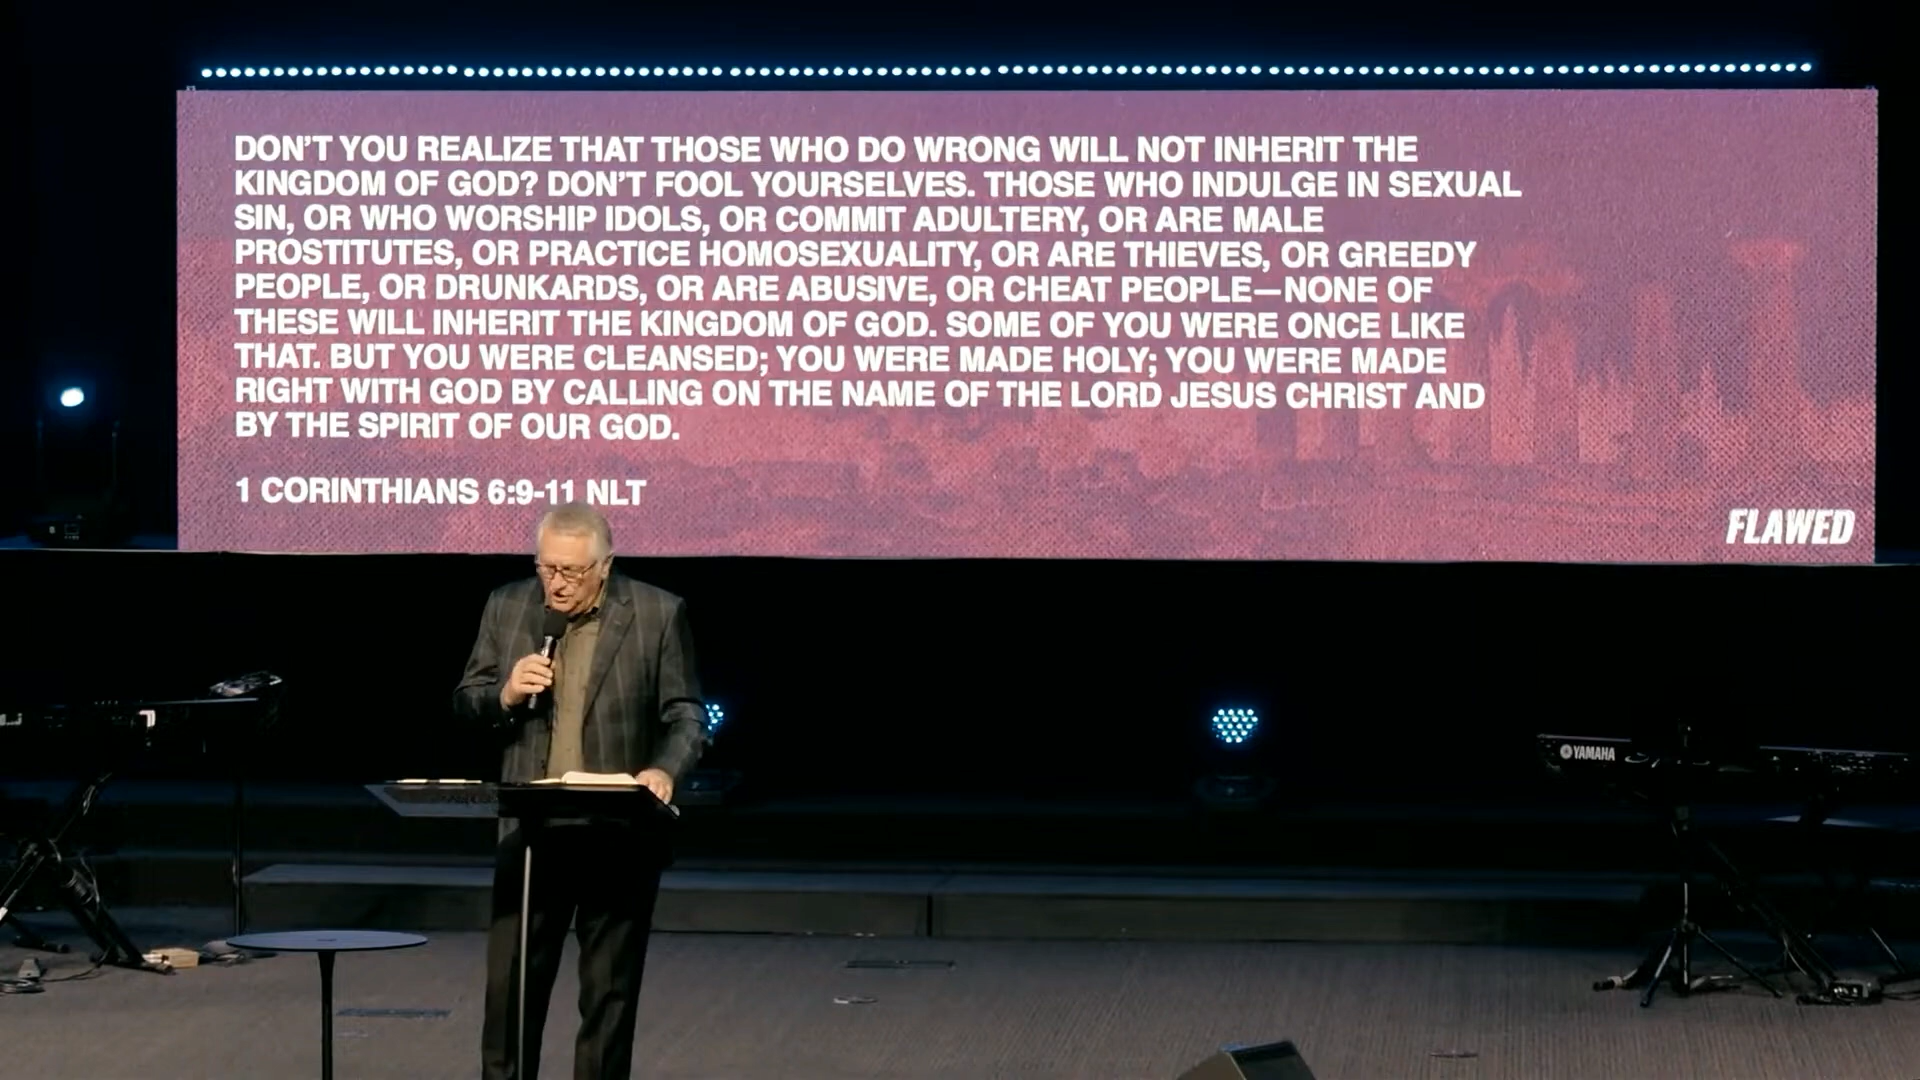 DON'T YOU REALIZE THAT THOSE WHO DO WRONG WILL NOT INHERIT THE
KINGDOM OF GOD? DON'T FOOL YOURSELVES. THOSE WHO INDULGE IN SEXUAL
SIN, OR WHO WORSHIP IDOLS, OR COMMIT ADULTERY, OR ARE MALE
PROSTITUTES, OR PRACTICE HOMOSEXUALITY, OR ARE THIEVES, OR GREEDY
PEOPLE, OR DRUNKARDS, OR ARE ABUSIVE, OR CHEAT PEOPLE—NONE OF
THESE WILL INHERIT THE KINGDOM OF GOD. SOME OF YOU WERE ONCE LIKE
THAT. BUT YOU WERE CLEANSED; YOU WERE MADE HOLY; YOU WERE MADE
RIGHT WITH GOD BY CALLING ON THE NAME OF THE LORD JESUS CHRIST AND
BY THE SPIRIT OF OUR GOD.
1 CORINTHIANS 6:9-11 NLT
FLAWED
YAMAHA